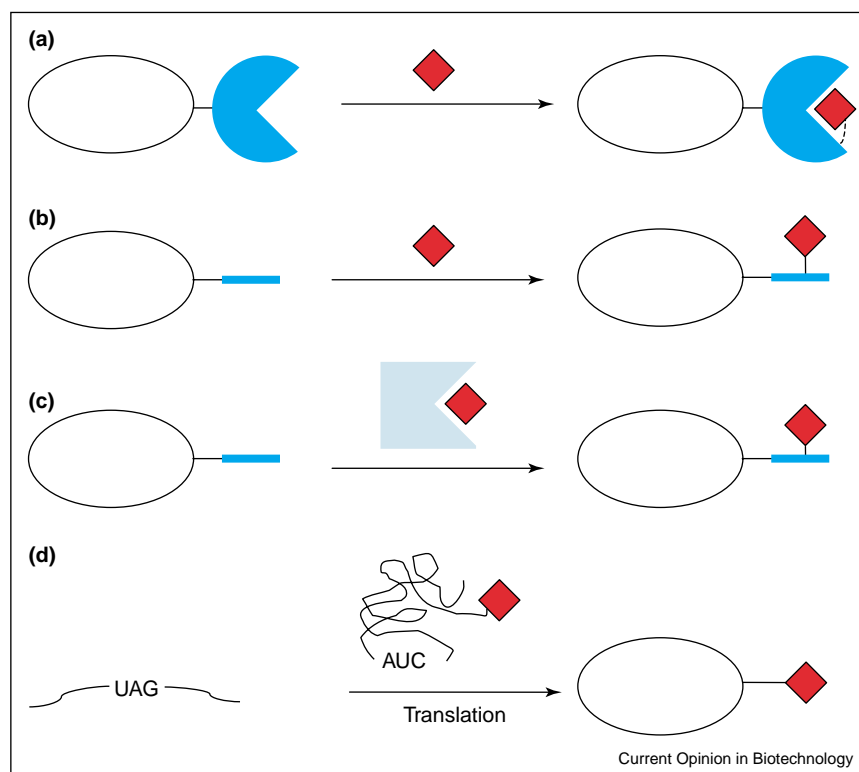 (a)
(b)
(c)
(d)
AUC
UAG
Translation
Current Opinion in Biotechnology